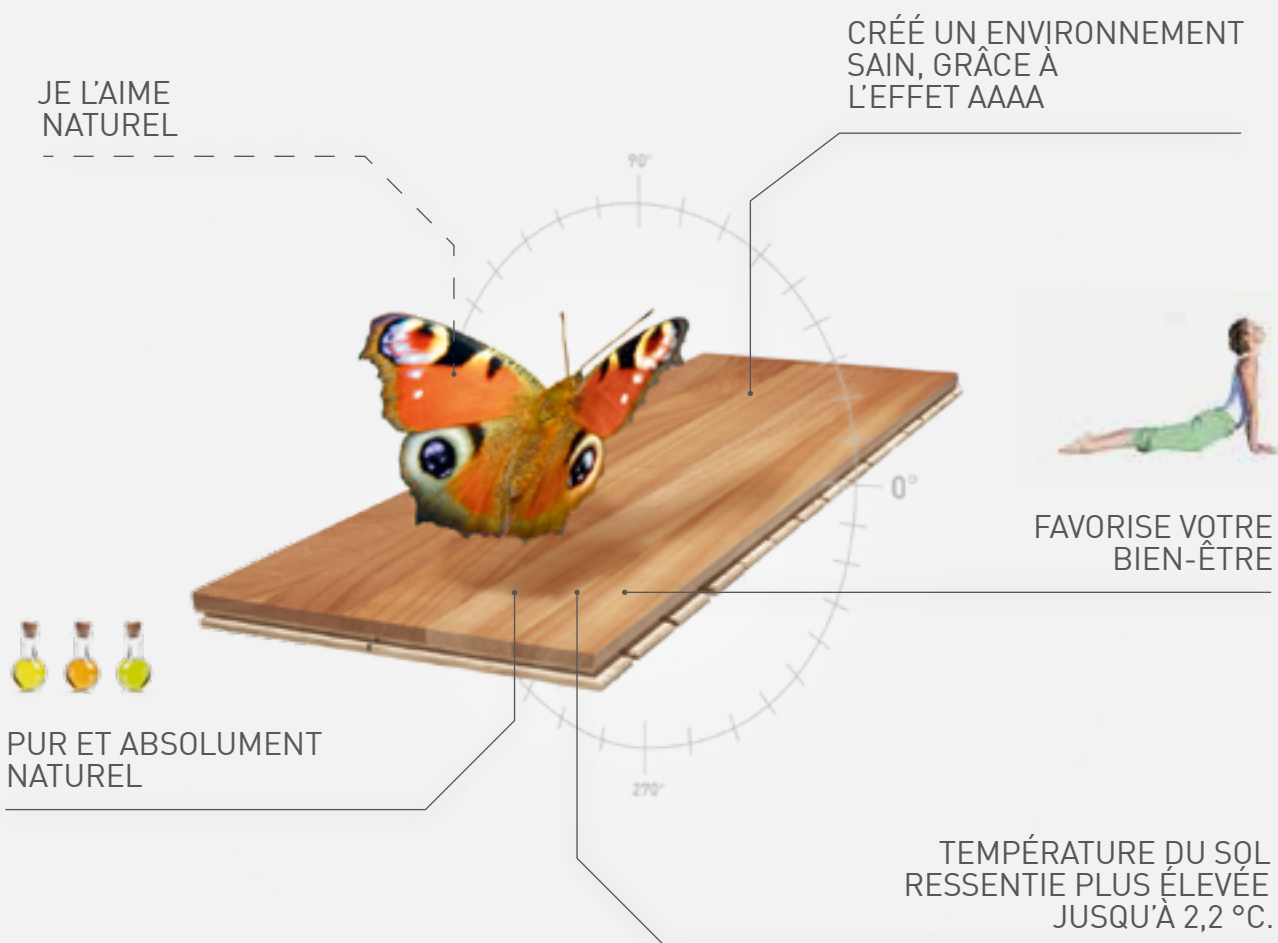 CRÉÉ UN ENVIRONNEMENT
SAIN, GRÂCE À
L'EFFET AAAA
JE L'AIME
NATUREL
90°
0°
FAVORISE VOTRE
BIEN-ÊTRE
PUR ET ABSOLUMENT
NATUREL
270°
TEMPÉRATURE DU SOL
RESSENTIE PLUS ÉLEVÉE
JUSQU'À 2,2 °C.